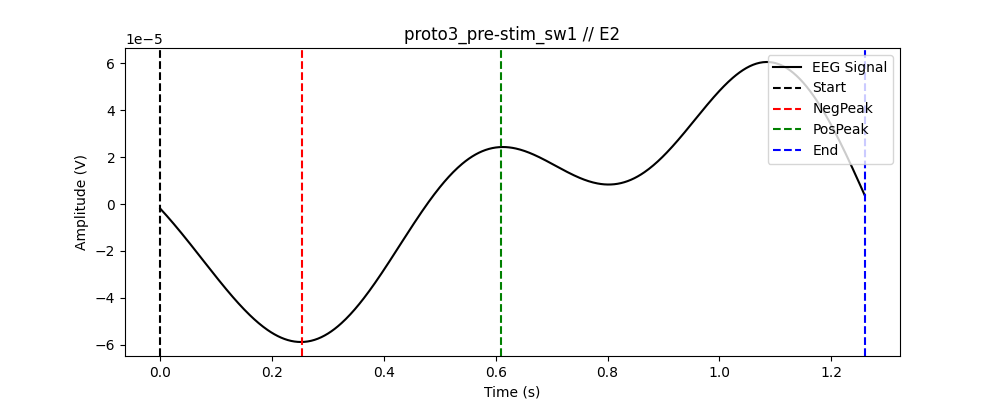 proto3_pre-stim_sw1 // E2
1e−5
6
4
2
0
−2
−4
−6
Amplitude (V)
0.0 0.2 0.4 0.6 0.8 1.0 1.2
Time (s)
EEG Signal
Start
NegPeak
PosPeak
End